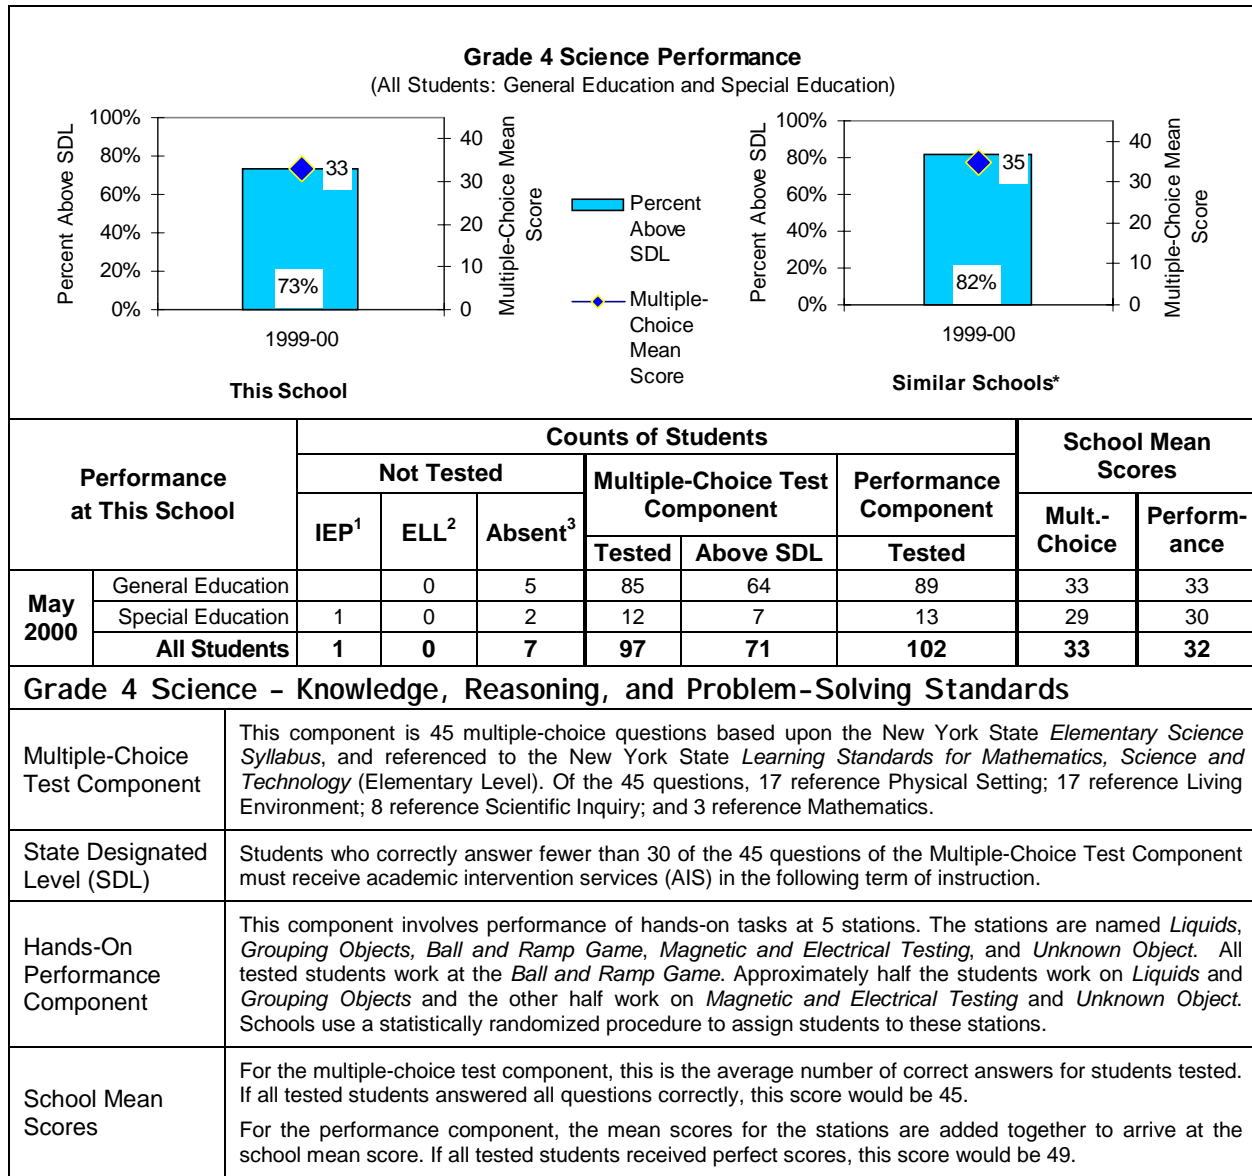 Grade 4 Science Performance
(All Students: General Education and Special Education)
Percent Above SDL
100%
80%
60%
40%
20%
0%
33
73%
40
30
20
10
0
Multiple-Choice Mean
Score
1999-00
This School
Percent
Above
SDL
Multiple-
Choice
Mean
Score
Percent Above SDL
100%
80%
60%
40%
20%
0%
35
82%
40
30
20
10
0
Multiple-Choice Mean
Score
1999-00
Similar Schools*
Performance
at This School
Counts of Students
School Mean
Scores
Not Tested
Multiple-Choice Test
Component
Performance
Component
IEP1 ELL2 Absent3
Mult.-
Choice
Perform-
ance
Tested Above SDL Tested
May
2000
General Education 0 5 85 64 89 33 33
Special Education 1 0 2 12 7 13 29 30
All Students 1 0 7 97 71 102 33 32
Grade 4 Science – Knowledge, Reasoning, and Problem-Solving Standards
Multiple-Choice
Test Component
This component is 45 multiple-choice questions based upon the New York State Elementary Science
Syllabus, and referenced to the New York State Learning Standards for Mathematics, Science and
Technology (Elementary Level). Of the 45 questions, 17 reference Physical Setting; 17 reference Living
Environment; 8 reference Scientific Inquiry; and 3 reference Mathematics.
State Designated
Level (SDL)
Students who correctly answer fewer than 30 of the 45 questions of the Multiple-Choice Test Component
must receive academic intervention services (AIS) in the following term of instruction.
Hands-On
Performance
Component
This component involves performance of hands-on tasks at 5 stations. The stations are named Liquids,
Grouping Objects, Ball and Ramp Game, Magnetic and Electrical Testing, and Unknown Object. All
tested students work at the Ball and Ramp Game. Approximately half the students work on Liquids and
Grouping Objects and the other half work on Magnetic and Electrical Testing and Unknown Object.
Schools use a statistically randomized procedure to assign students to these stations.
School Mean
Scores
For the multiple-choice test component, this is the average number of correct answers for students tested.
If all tested students answered all questions correctly, this score would be 45.
For the performance component, the mean scores for the stations are added together to arrive at the
school mean score. If all tested students received perfect scores, this score would be 49.